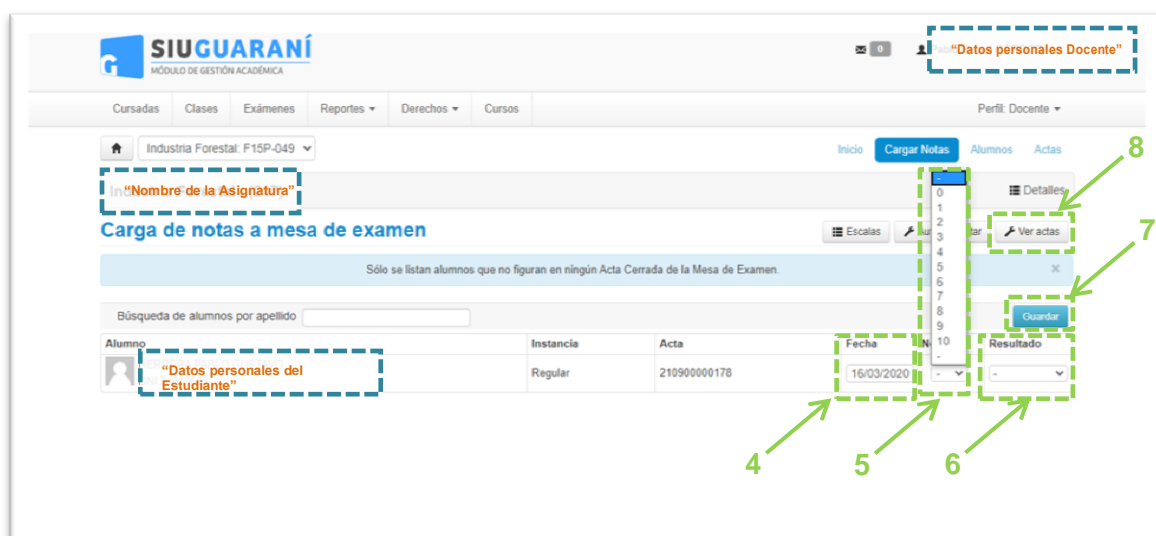 SIUGUARANÍ
MÓDULO DE GESTIÓN ACADÉMICA
0
“Datos personales Docente”
Cursadas Clases Exámenes Reportes Derechos Cursos Perfil: Docente
Industria Forestal: F15P-049 Inicio Cargar Notas Alumnos Actas
8
“Nombre de la Asignatura”
Detalles
Carga de notas a mesa de examen
Escalas
Ver actas
7
-
0
1
2
3
4
5
6
7
8
9
10
-
Sólo se listan alumnos que no figuran en ningún Acta Cerrada de la Mesa de Examen. ×
Búsqueda de alumnos por apellido
Guardar
Alumno Instancia Acta Fecha Resultado
“Datos personales del
Estudiante”
Regular 210900000178 16/03/2020 - -
4 5 6